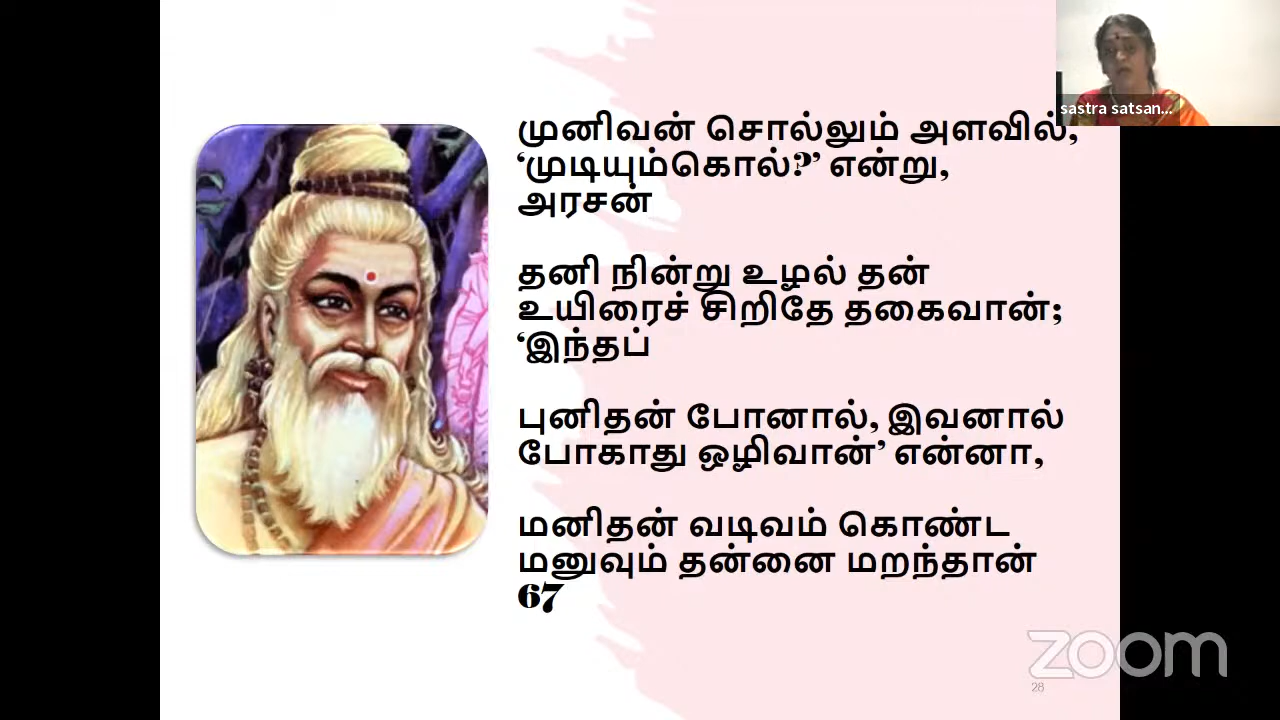 sastra satsan...
முனிவன் சொல்லும் அளவில்,
‘முடியும்கொல்?’ என்று,
அரசன்
தனி நின்று உழல் தன்
உயிரைச் சிறிதே தகைவான்;
‘இந்தப்
புனிதன் போனால், இவனால்
போகாது ஒழிவான்’ என்னா,
மனிதன் வடிவம் கொண்ட
மனுவும் தன்னை மறந்தான்
67
zoom
28